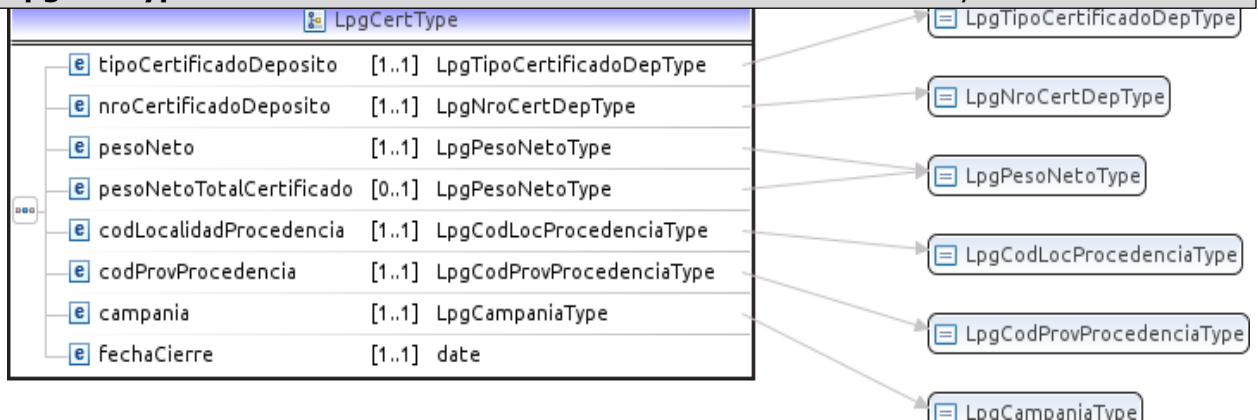 LpgCertType
tipoCertificadoDeposito [1..1] LpgTipoCertificadoDepType
nroCertificadoDeposito [1..1] LpgNroCertDepType
pesoNeto [1..1] LpgPesoNetoType
pesoNetoTotalCertificado [0..1] LpgPesoNetoType
codLocalidadProcedencia [1..1] LpgCodLocProcedenciaType
codProvProcedencia [1..1] LpgCodProvProcedenciaType
campania [1..1] LpgCampaniaType
fechaCierre [1..1] date
LpgTipoCertificadoDepType
LpgNroCertDepType
LpgPesoNetoType
LpgCodLocProcedenciaType
LpgCodProvProcedenciaType
LpgCampaniaType